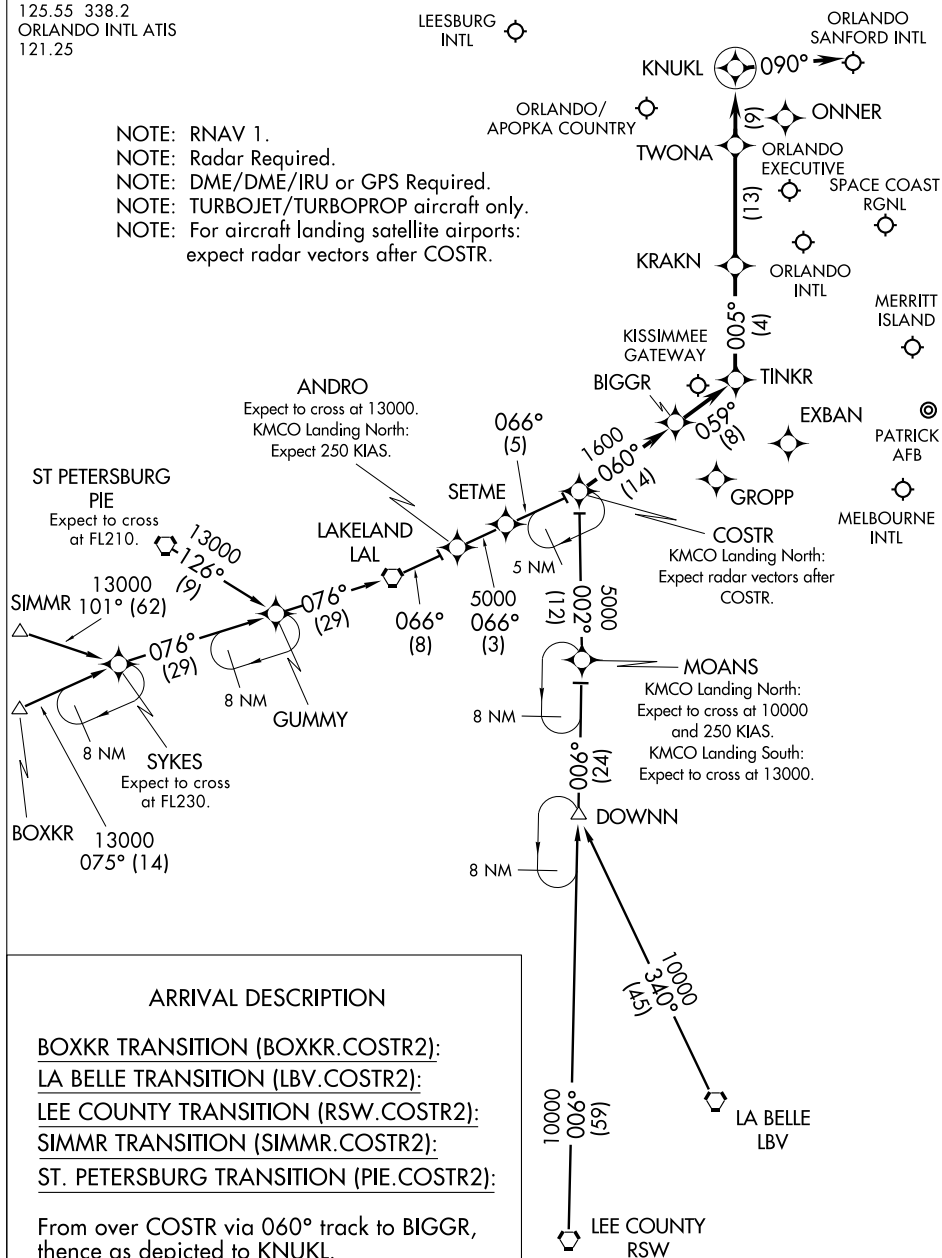 125.55 338.2
ORLANDO INTL ATIS
121.25
LEESBURG
INTL
ORLANDO
SANFORD INTL
KNUKL
090°
ORLANDO/
APOPKA COUNTRY
(9)
ONNER
TWONA
ORLANDO
EXECUTIVE
SPACE COAST
RGNL
(13)
NOTE: RNAV 1.
NOTE: Radar Required.
NOTE: DME/DME/IRU or GPS Required.
NOTE: TURBOJET/TURBOPROP aircraft only.
NOTE: For aircraft landing satellite airports:
expect radar vectors after COSTR.
KRAKN
ORLANDO
INTL
MERRITT
ISLAND
005°
(4)
KISSIMMEE
GATEWAY
BIGGR
TINKR
059°
(8)
EXBAN
PATRICK
AFB
GROPP
MELBOURNE
INTL
ANDRO
Expect to cross at 13000.
KMCO Landing North:
Expect 250 KIAS.
066°
(5)
1600
060°
(14)
SETME
COSTR
KMCO Landing North:
Expect radar vectors after
COSTR.
5 NM
ST PETERSBURG
PIE
Expect to cross
at FL210.
LAKELAND
LAL
13000
126°
(9)
13000
101° (62)
SIMMR
076°
(29)
066°
(8)
5000
066°
(3)
5000
002°
(12)
076°
(29)
8 NM
GUMMY
MOANS
KMCO Landing North:
Expect to cross at 10000
and 250 KIAS.
KMCO Landing South:
Expect to cross at 13000.
8 NM
8 NM
SYKES
Expect to cross
at FL230.
BOXKR
13000
075° (14)
006°
(24)
DOWNN
8 NM
10000
340°
(45)
10000
006°
(59)
LA BELLE
LBV
LEE COUNTY
RSW
ARRIVAL DESCRIPTION
BOXKR TRANSITION (BOXKR.COSTR2):
LA BELLE TRANSITION (LBV.COSTR2):
LEE COUNTY TRANSITION (RSW.COSTR2):
SIMMR TRANSITION (SIMMR.COSTR2):
ST. PETERSBURG TRANSITION (PIE.COSTR2):
From over COSTR via 060° track to BIGGR,
thence as depicted to KNUKL.